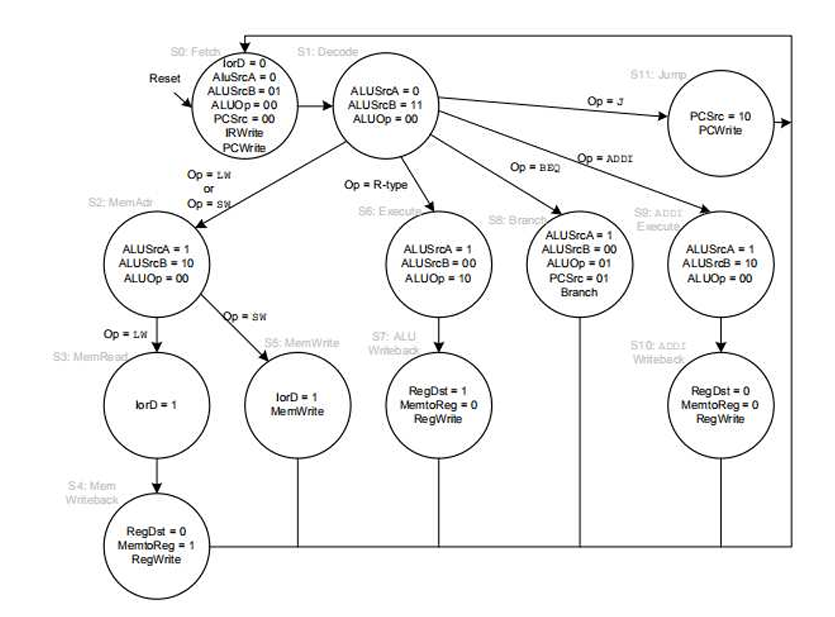 S0: Fetch
Reset
IorD = 0
AluSrcA = 0
ALUSrcB = 01
ALUOp = 00
PCSrc = 00
IRWrite
PCWrite
S1: Decode
ALUSrcA = 0
ALUSrcB = 11
ALUOp = 00
S11: Jump
Op = J
PCSrc = 10
PCWrite
Op = LW
or
Op = SW
Op = R-type
Op = BEQ
Op = ADDI
S2: MemAdr
ALUSrcA = 1
ALUSrcB = 10
ALUOp = 00
S6: Execute
ALUSrcA = 1
ALUSrcB = 00
ALUOp = 10
S8: Branch
ALUSrcA = 1
ALUSrcB = 00
ALUOp = 01
PCSrc = 01
Branch
S9: ADDI
Execute
ALUSrcA = 1
ALUSrcB = 10
ALUOp = 00
Op = LW
Op = SW
S3: MemRead
IorD = 1
S5: MemWrite
IorD = 1
MemWrite
S7: ALU
Writeback
RegDst = 1
MemtoReg = 0
RegWrite
S10: ADDI
Writeback
RegDst = 0
MemtoReg = 0
RegWrite
S4: Mem
Writeback
RegDst = 0
MemtoReg = 1
RegWrite